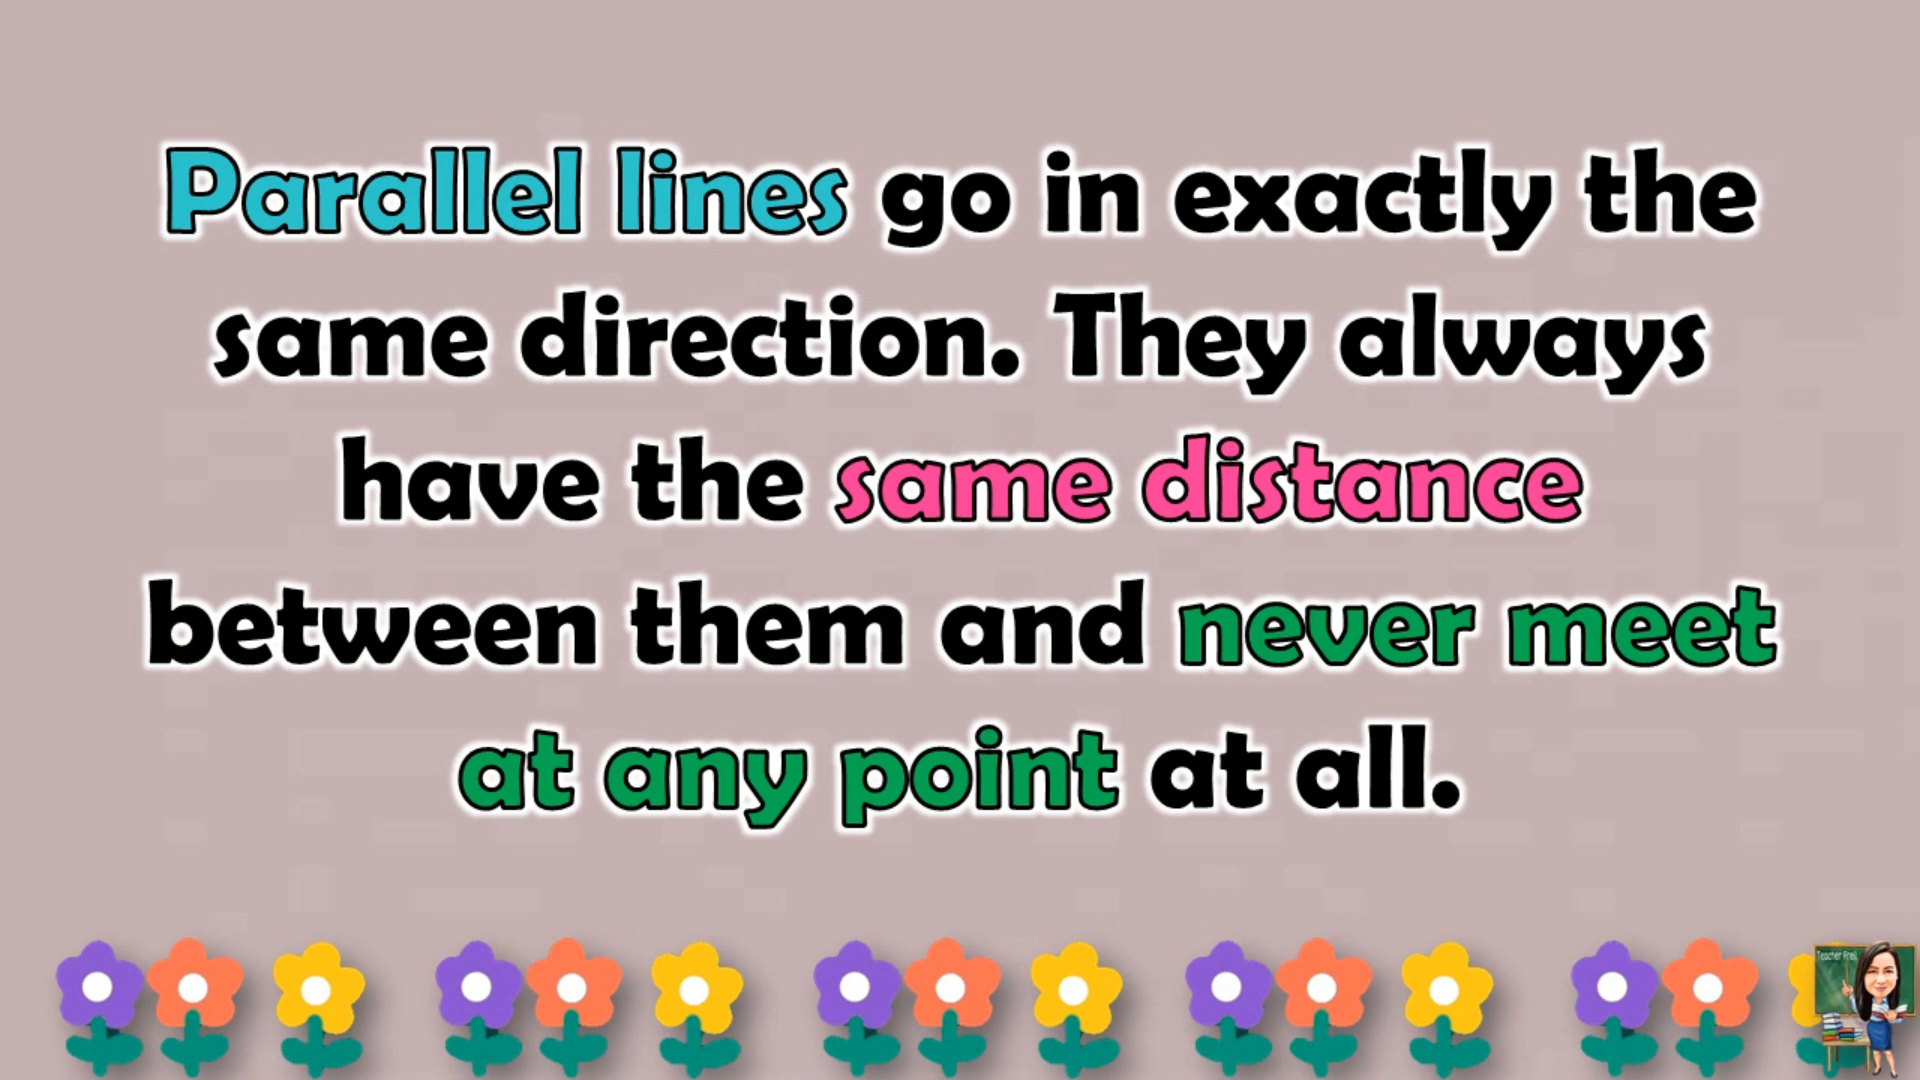 Parallel lines go in exactly the
same direction. They always
have the same distance
between them and never meet
at any point at all.
Teacher